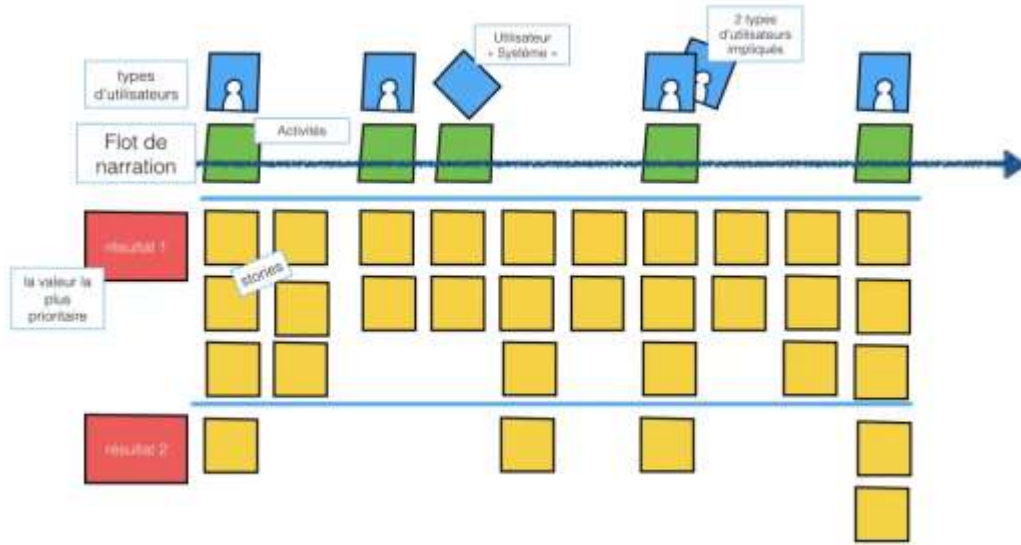 2 types
d'utilisateurs
impliqués
Utilisateur
« Système »
types
d'utilisateurs
Activités
Flot de
narration
résultat 1
stories
la valeur la
plus
prioritaire
résultat 2